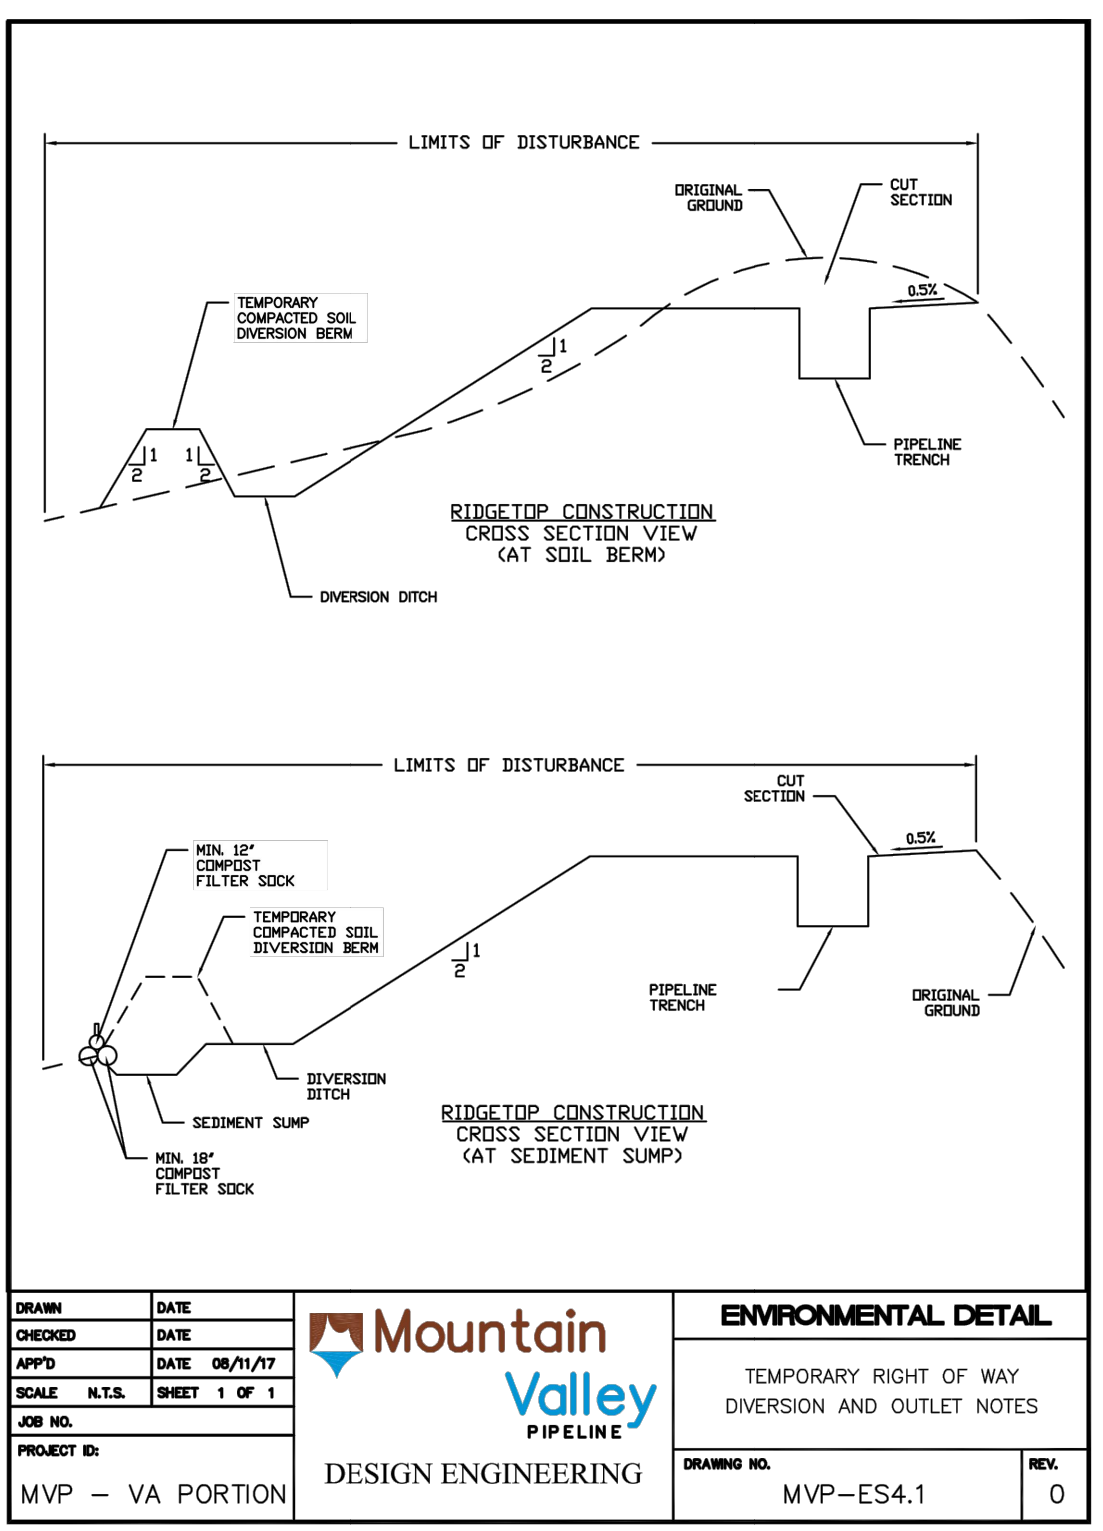 LIMITS OF DISTURBANCE
ORIGINAL
GROUND
CUT
SECTION
0.5%
TEMPORARY
COMPACTED SOIL
DIVERSION BERM
1
2
1
2
1
2
PIPELINE
TRENCH
RIDGETOP CONSTRUCTION
CROSS SECTION VIEW
(AT SOIL BERM)
DIVERSION DITCH
LIMITS OF DISTURBANCE
CUT
SECTION
0.5%
MIN. 12"
COMPOST
FILTER SOCK
TEMPORARY
COMPACTED SOIL
DIVERSION BERM
1
2
PIPELINE
TRENCH
ORIGINAL
GROUND
DIVERSION
DITCH
SEDIMENT SUMP
MIN. 18"
COMPOST
FILTER SOCK
RIDGETOP CONSTRUCTION
CROSS SECTION VIEW
(AT SEDIMENT SUMP)
DRAWN DATE
CHECKED DATE
APP'D DATE 08/11/17
SCALE N.T.S. SHEET 1 OF 1
JOB NO.
PROJECT ID:
MVP - VA PORTION
Mountain
Valley
PIPELINE
DESIGN ENGINEERING
ENVIRONMENTAL DETAIL
TEMPORARY RIGHT OF WAY
DIVERSION AND OUTLET NOTES
DRAWING NO.
MVP-ES4.1
REV.
0